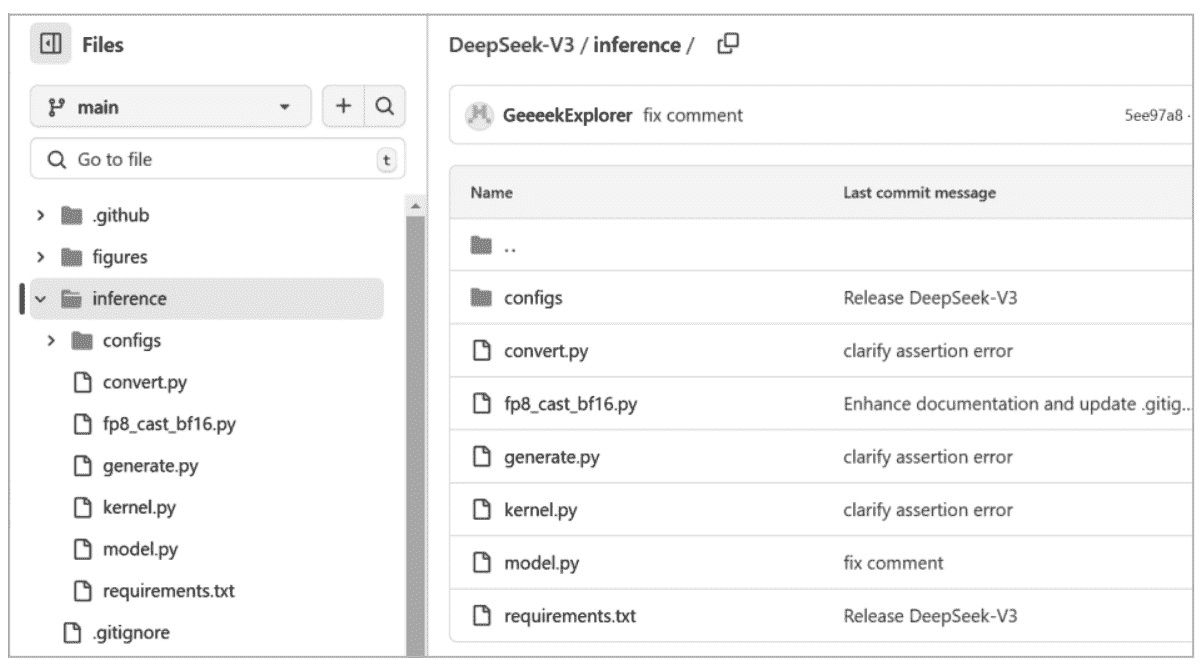 Files
main
Go to file
t
.github
figures
inference
configs
convert.py
fp8_cast_bf16.py
generate.py
kernel.py
model.py
requirements.txt
.gitignore
DeepSeek-V3 / inference /
GeeeekExplorer fix comment 5ee97a8 ·
Name Last commit message
..
configs Release DeepSeek-V3
convert.py clarify assertion error
fp8_cast_bf16.py Enhance documentation and update .gitig...
generate.py clarify assertion error
kernel.py clarify assertion error
model.py fix comment
requirements.txt Release DeepSeek-V3